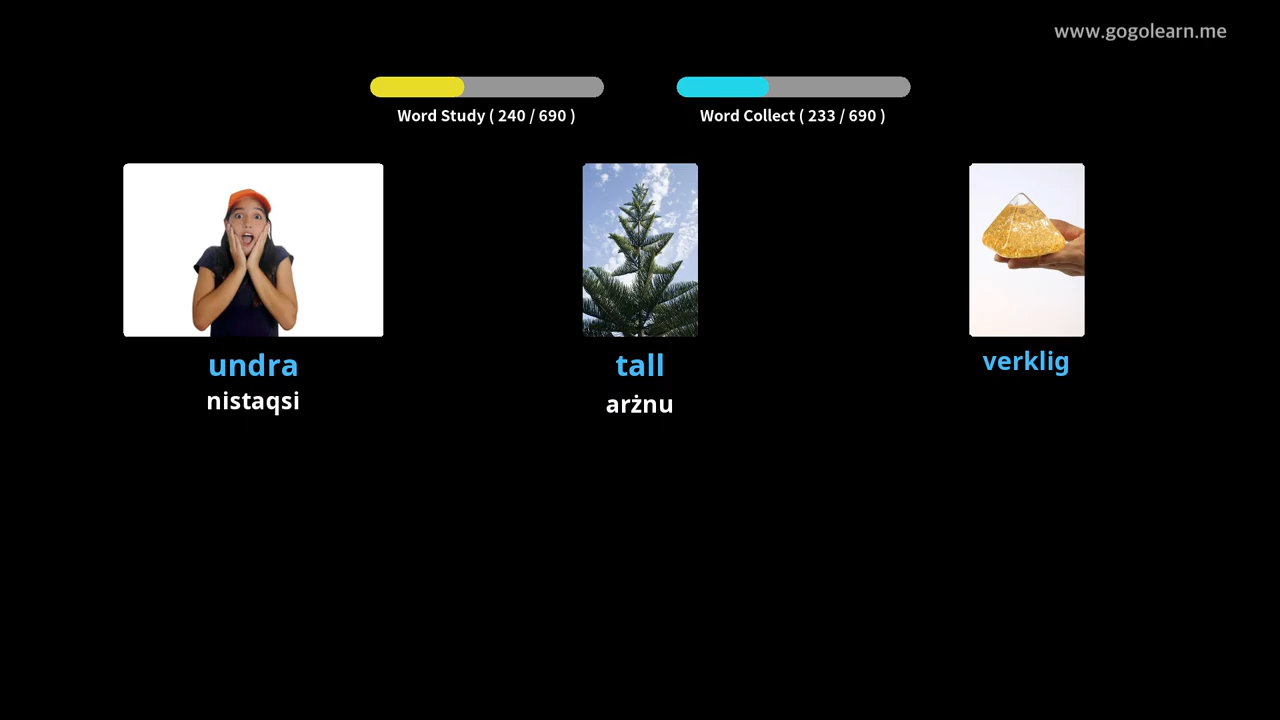 www.gogolearn.me
Word Study ( 240 / 690 )
Word Collect ( 233 / 690 )
undra
tall
verklig
nistaqsi
arżnu